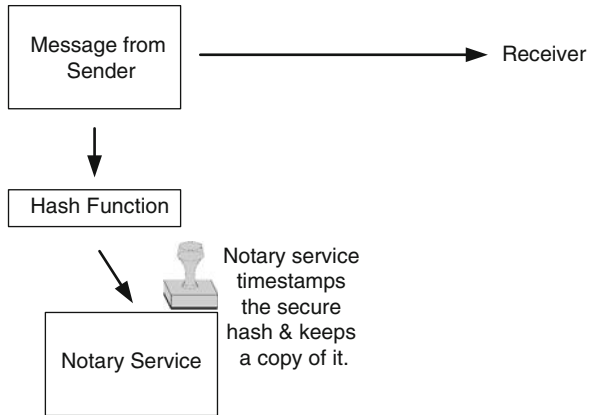 Message from
Sender
Receiver
Hash Function
Notary service
timestamps
the secure
hash & keeps
a copy of it.
Notary Service